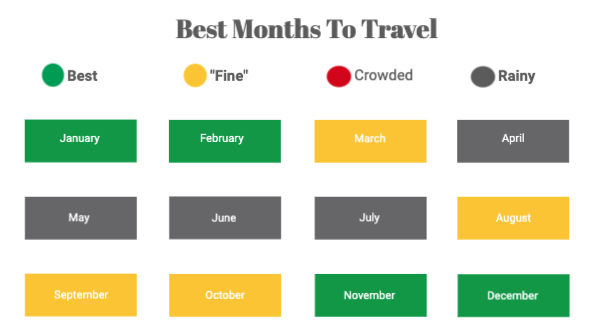 Best Months To Travel
Best "Fine" Crowded Rainy
January February March April
May June July August
September October November December